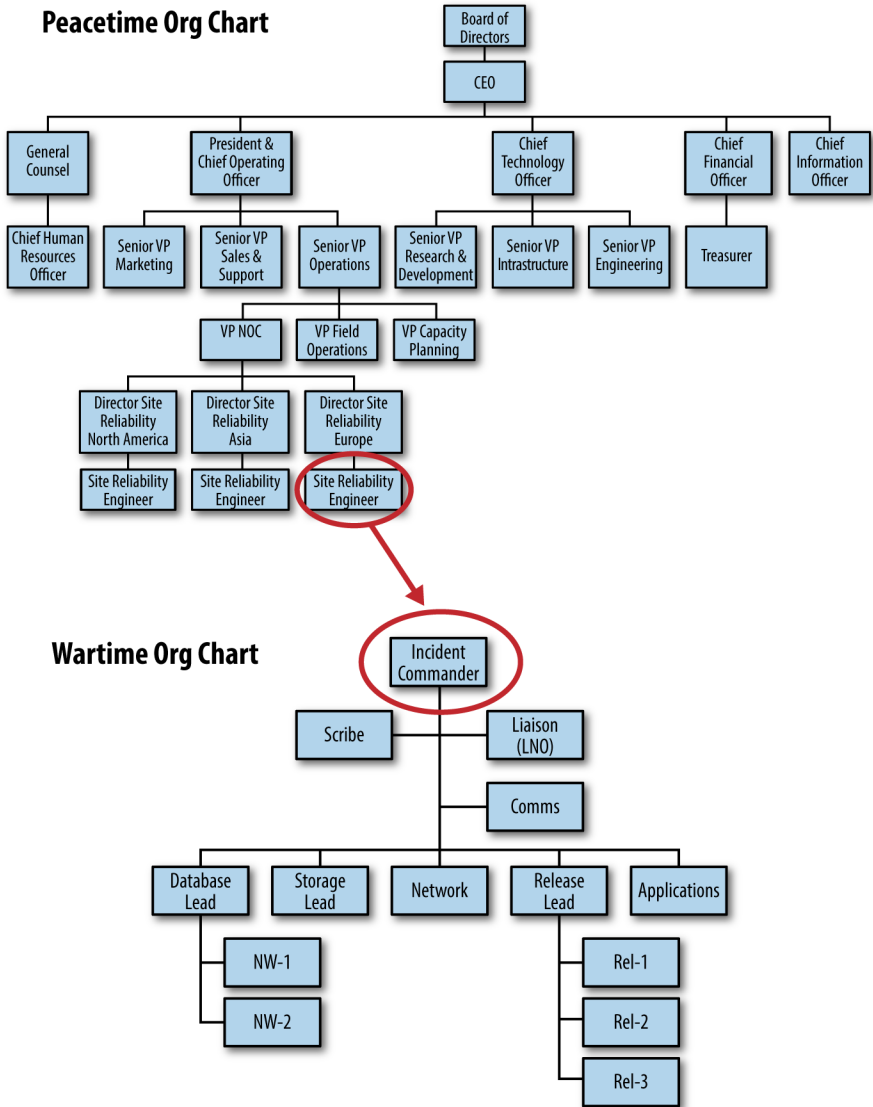 Peacetime Org Chart
Board of
Directors
CEO
General
Counsel
President &
Chief Operating
Officer
Chief
Technology
Officer
Chief
Financial
Officer
Chief
Information
Officer
Chief Human
Resources
Officer
Senior VP
Marketing
Senior VP
Sales &
Support
Senior VP
Operations
Senior VP
Research &
Development
Senior VP
Intrastructure
Senior VP
Engineering
Treasurer
VP NOC
VP Field
Operations
VP Capacity
Planning
Director Site
Reliability
North America
Director Site
Reliability
Asia
Director Site
Reliability
Europe
Site Reliability
Engineer
Site Reliability
Engineer
Site Reliability
Engineer
Wartime Org Chart
Incident
Commander
Scribe
Liaison
(LNO)
Comms
Database
Lead
Storage
Lead
Network
Release
Lead
Applications
NW-1
NW-2
Rel-1
Rel-2
Rel-3